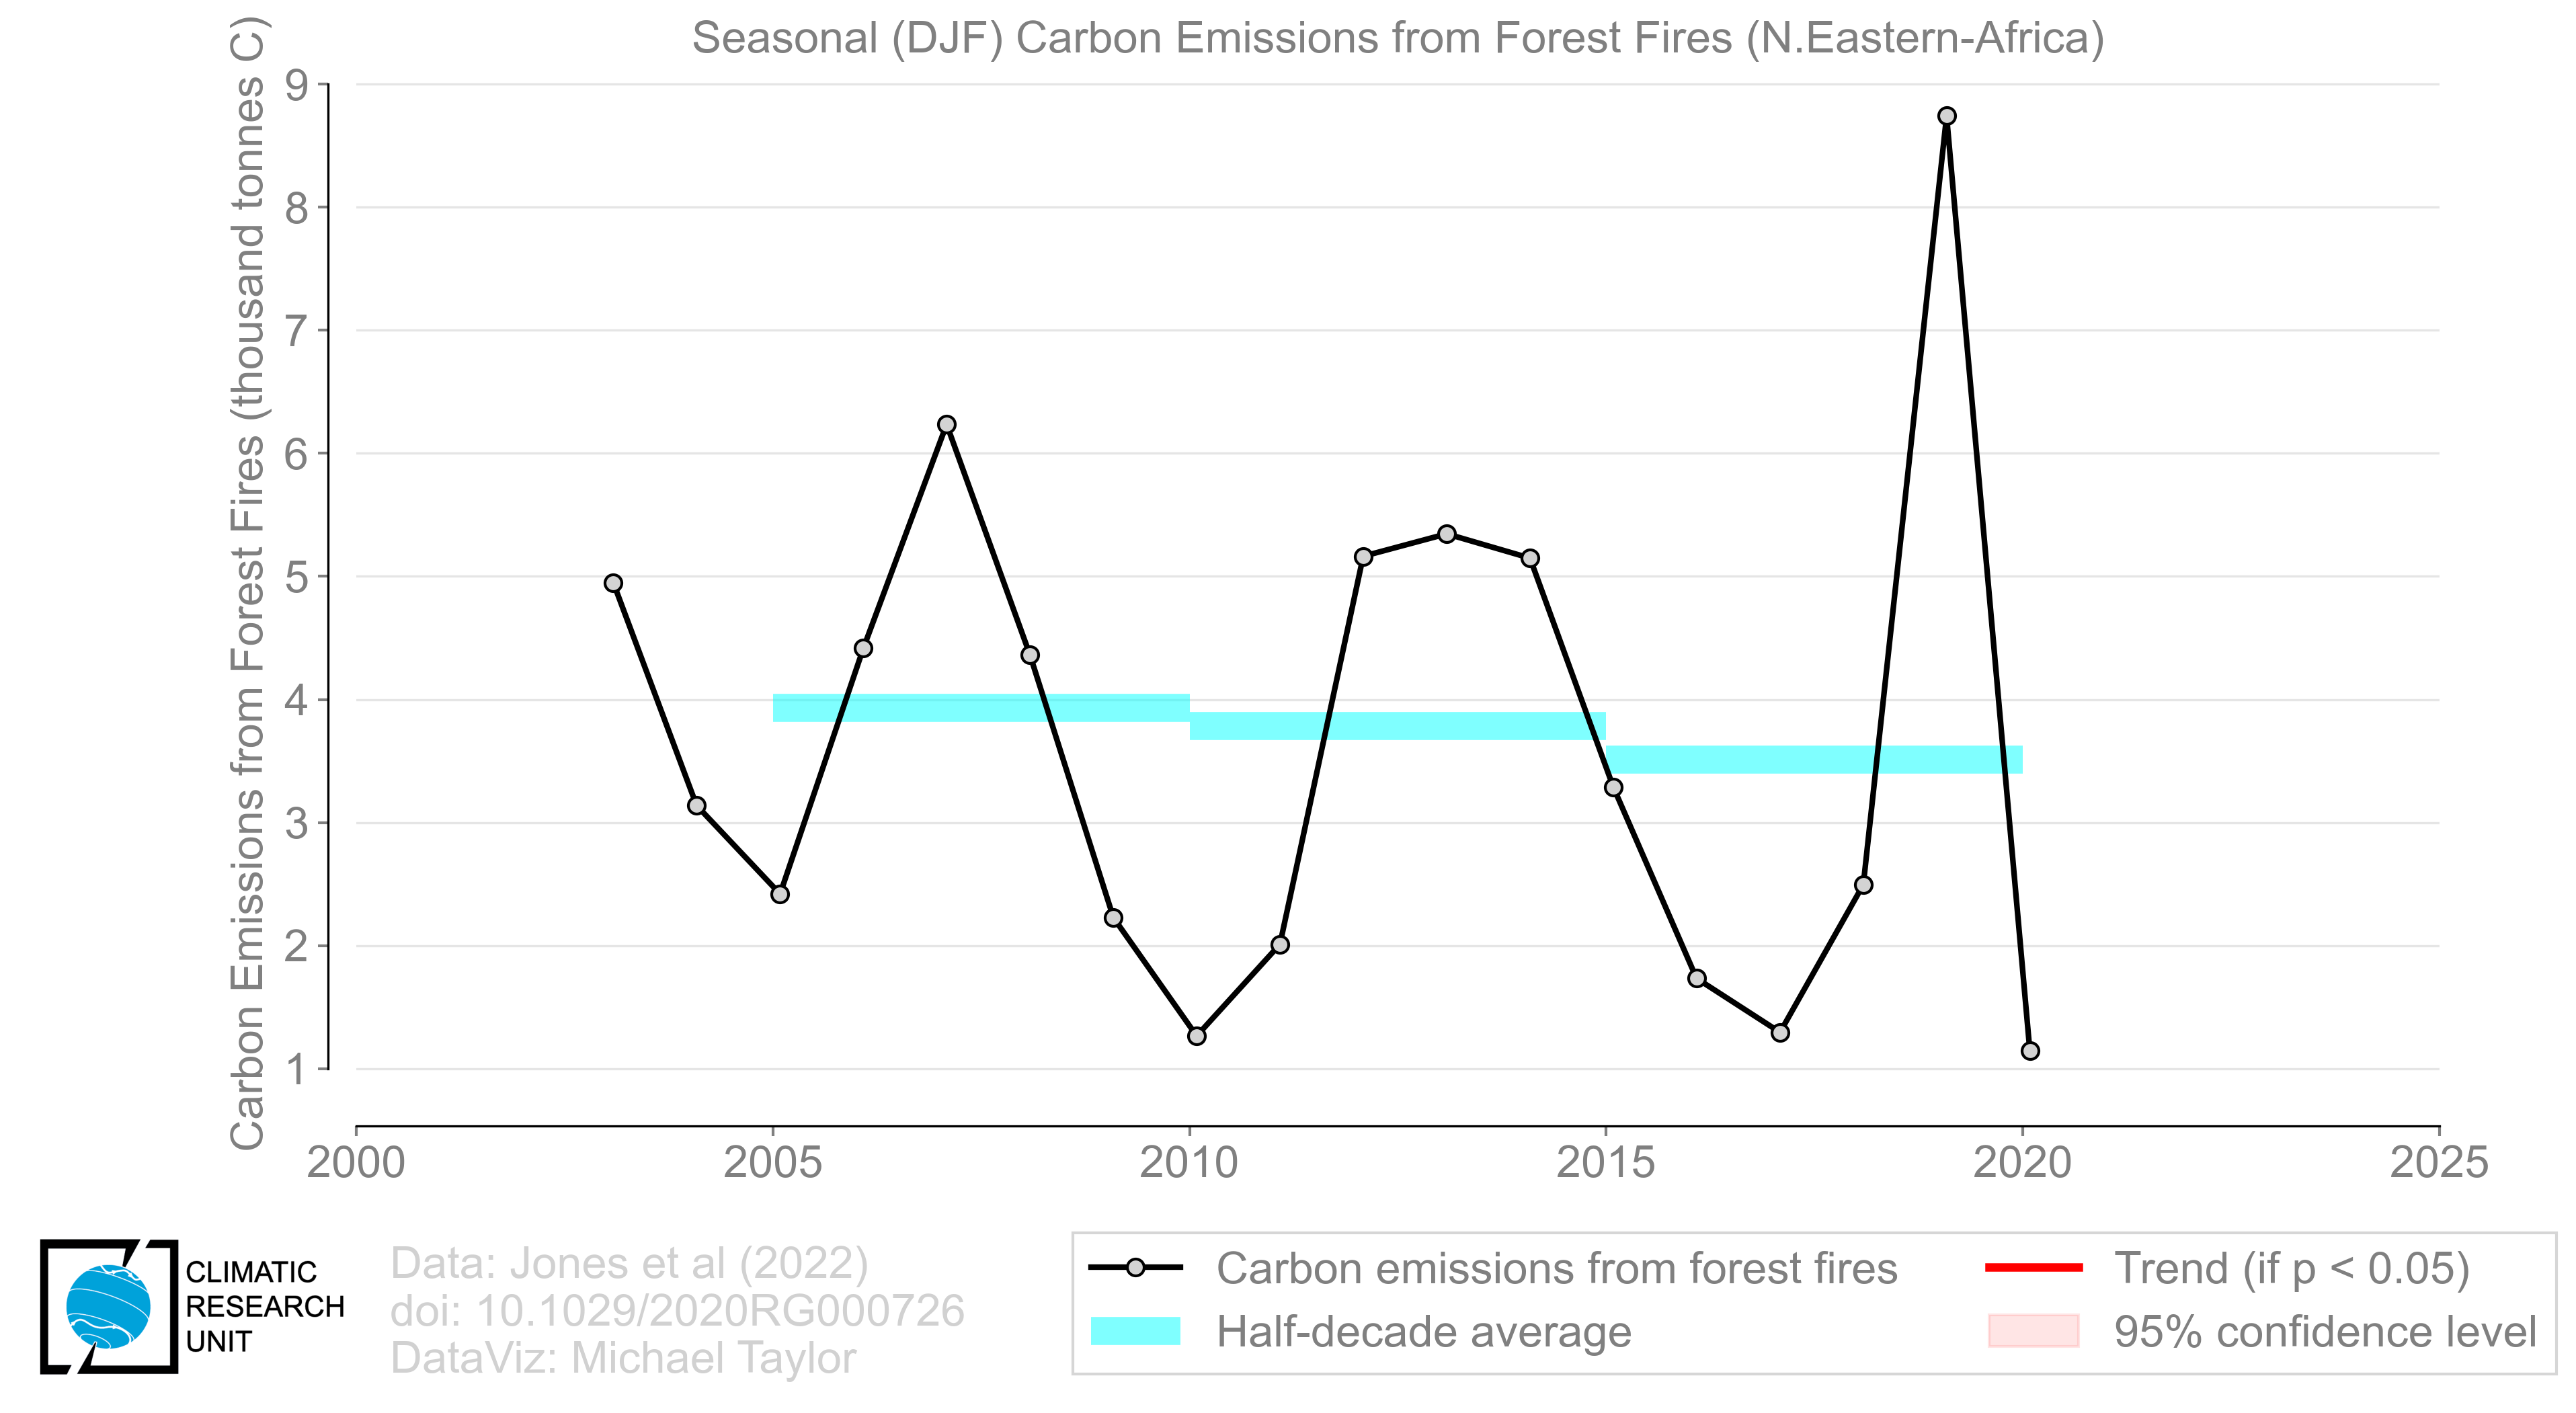 Seasonal (DJF) Carbon Emissions from Forest Fires (N.Eastern-Africa)
Carbon Emissions from Forest Fires (thousand tonnes C)
9
8
7
6
5
4
3
2
1
2000 2005 2010 2015 2020 2025
CLIMATIC
RESEARCH
UNIT
Data: Jones et al (2022)
doi: 10.1029/2020RG000726
DataViz: Michael Taylor
Carbon emissions from forest fires
Half-decade average
Trend (if p < 0.05)
95% confidence level